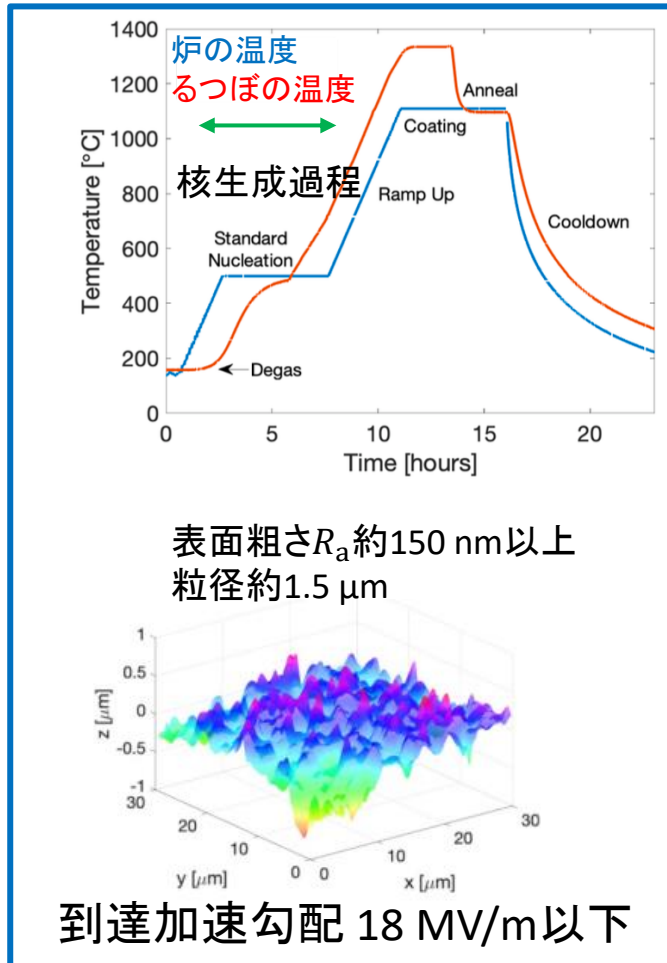 1400
炉の温度
るつぼの温度
1200
Anneal
1000
Coating
核生成過程
800
Ramp Up
Temperature [°C]
600
Standard
Nucleation
Cooldown
400
200
Degas
0
0 5 10 15 20
Time [hours]
表面粗さRa約150 nm以上
粒径約1.5 μm
1
0.5
0
-0.5
-1
z [μm]
30
20
10
0
y [μm]
0
10
20
30
x [μm]
到達加速勾配 18 MV/m以下